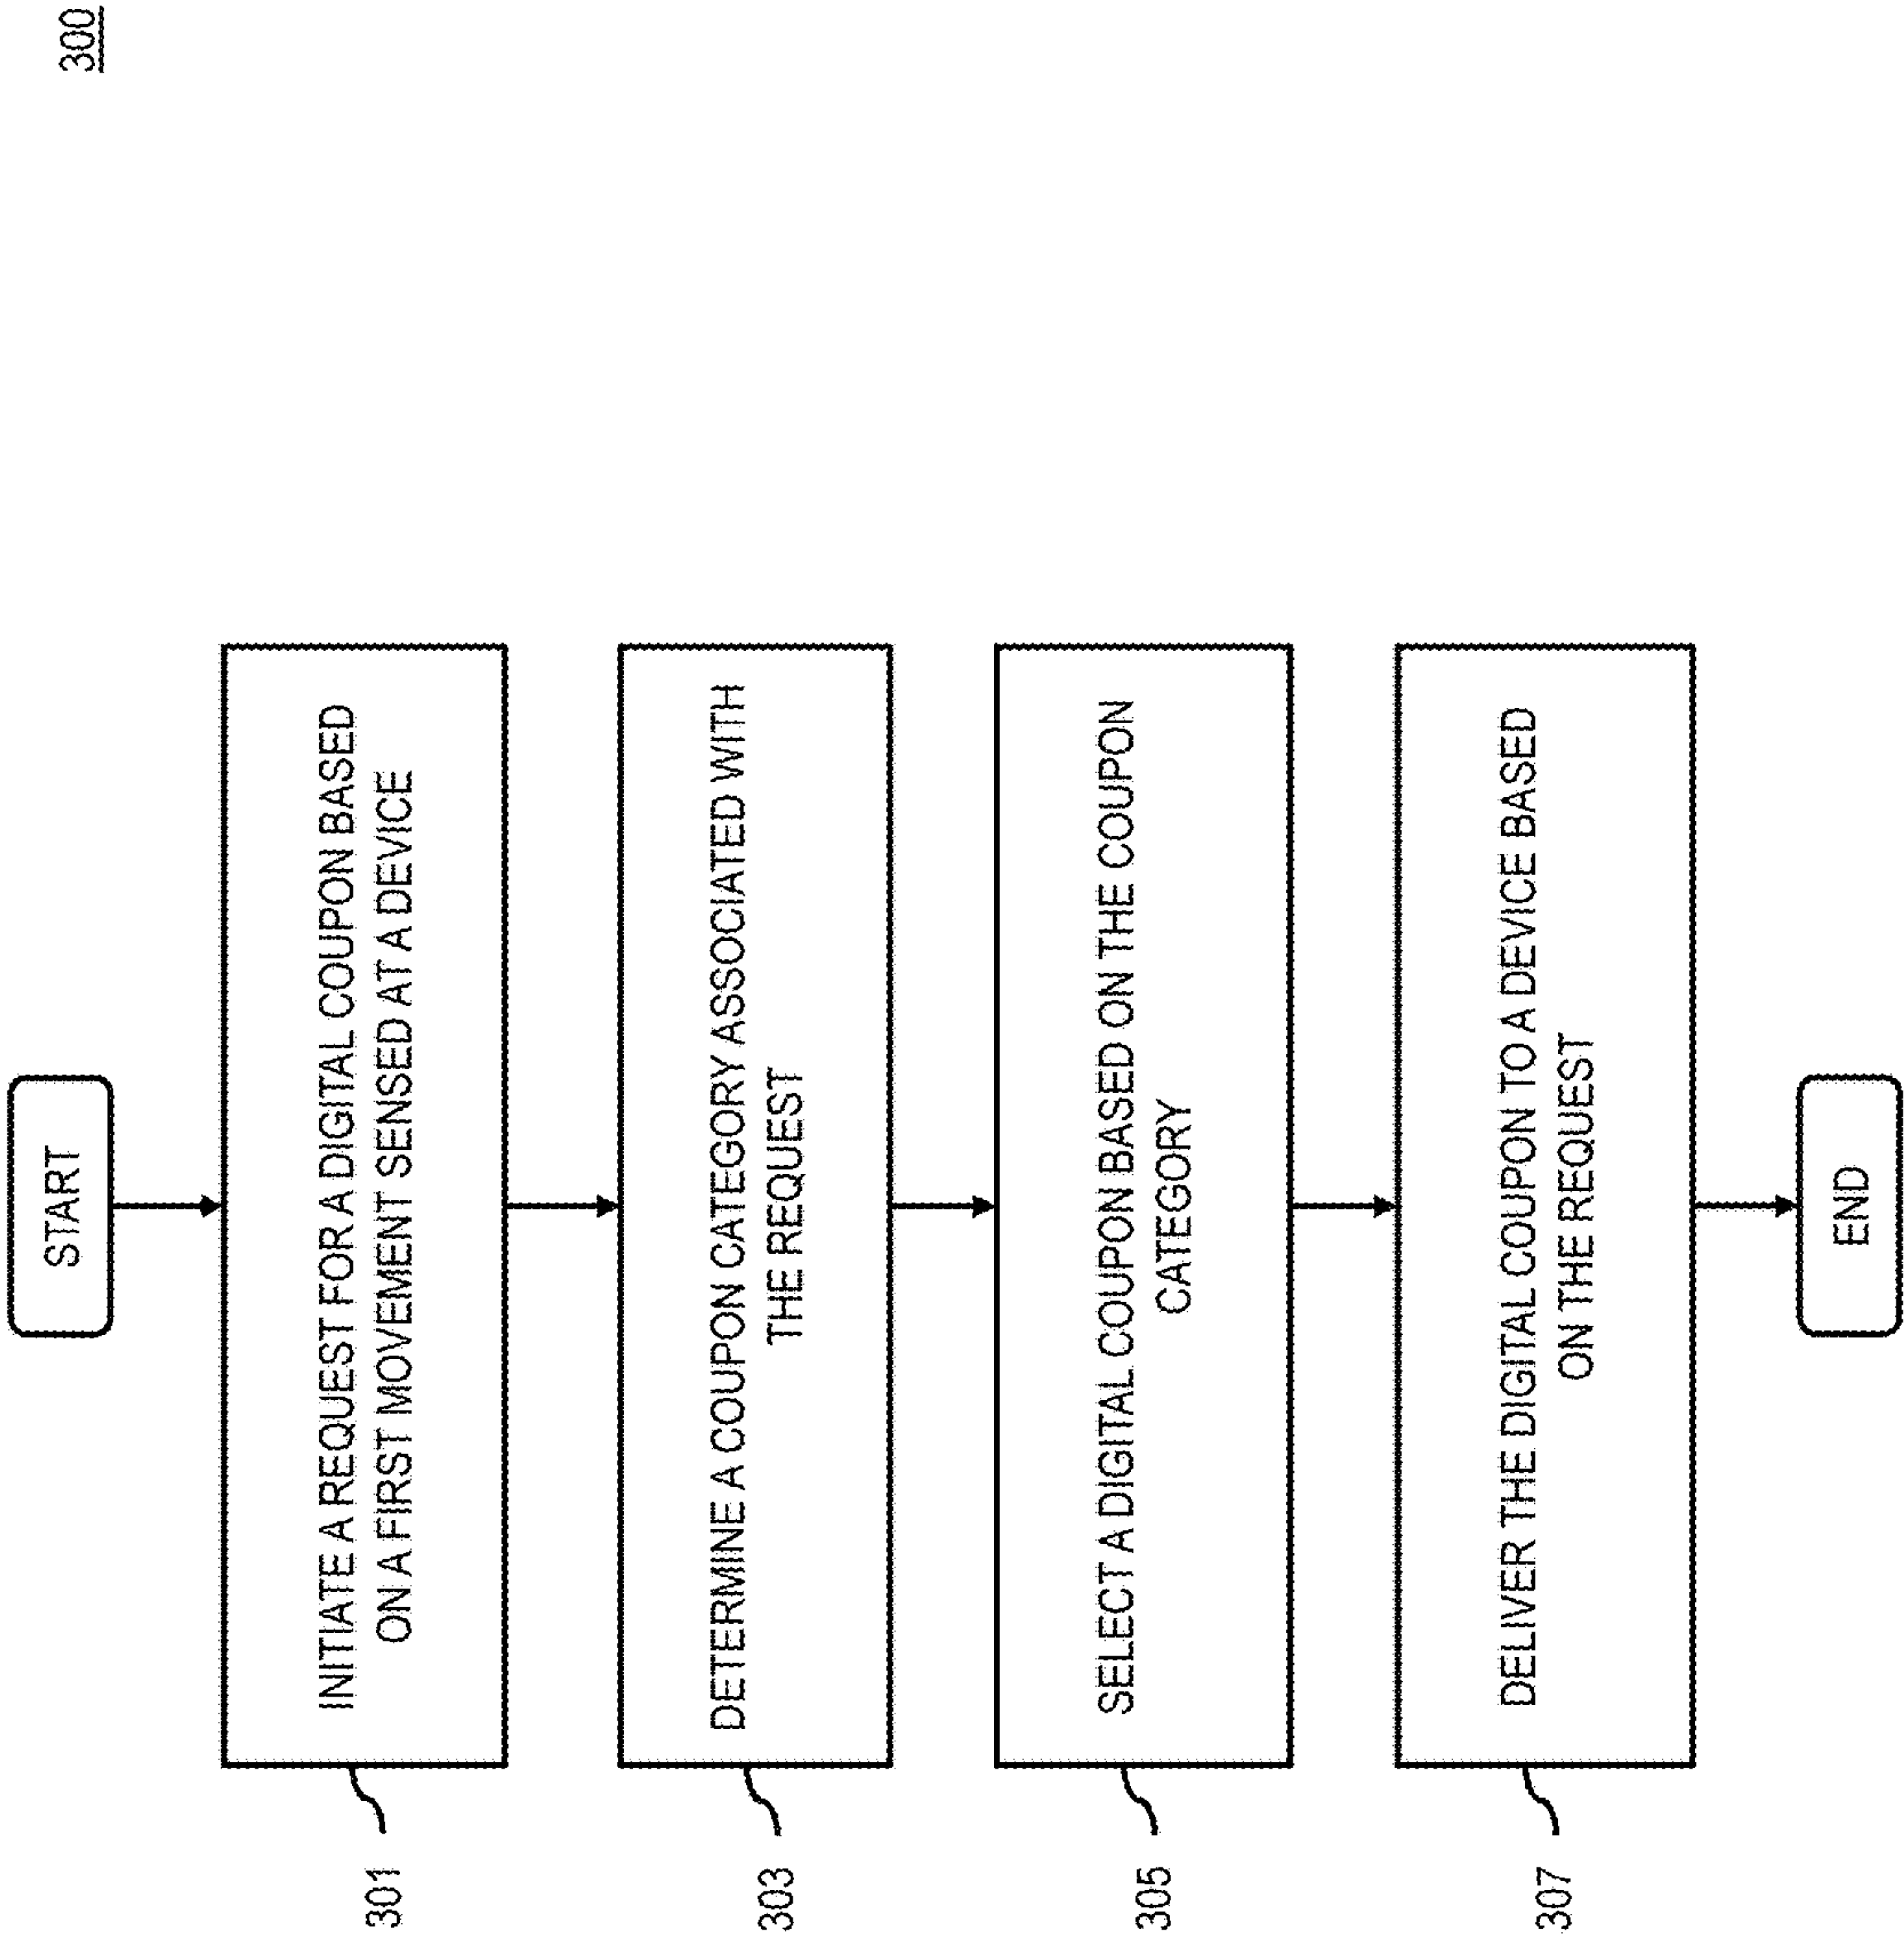 300
START
INITIATE A REQUEST FOR A DIGITAL COUPON BASED
ON A FIRST MOVEMENT SENSED AT A DEVICE
301
DETERMINE A COUPON CATEGORY ASSOCIATED WITH
THE REQUEST
303
SELECT A DIGITAL COUPON BASED ON THE COUPON
CATEGORY
305
DELIVER THE DIGITAL COUPON TO A DEVICE BASED
ON THE REQUEST
307
END